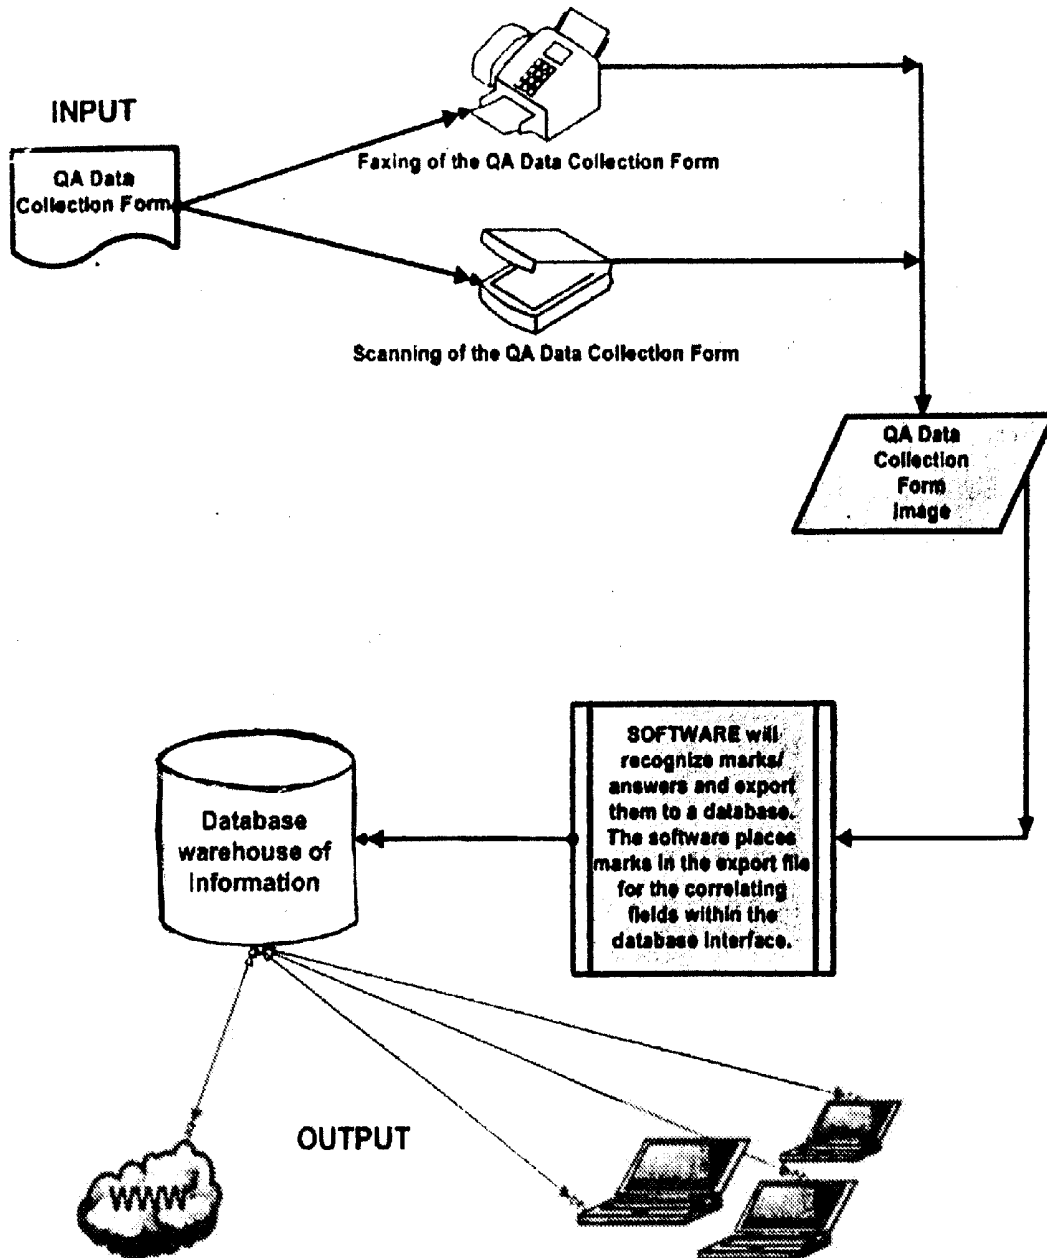 INPUT
QA Data
Collection Form
Faxing of the QA Data Collection Form
Scanning of the QA Data Collection Form
QA Data
Collection
Form
Image
SOFTWARE will
recognize marks/
answers and export
them to a database.
The software places
marks in the export file
for the correlating
fields within the
database interface.
Database
warehouse of
information
OUTPUT
WWW